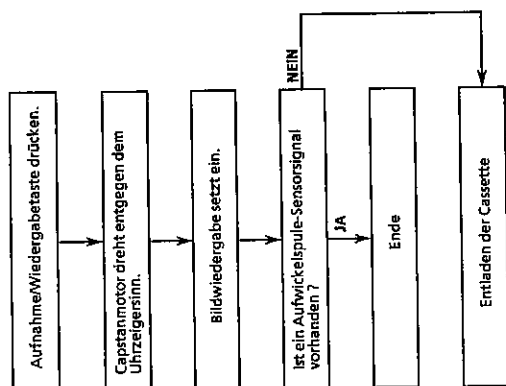 Aufnahme/Wiedergabetaste drücken.
Capstanmotor dreht entgegen dem
Uhrzeigersinn.
Bildwiedergabe setzt ein.
Ist ein Aufwickelspule-Sensorsignal
vorhanden ?
NEIN
JA
Ende
Entladen der Cassette